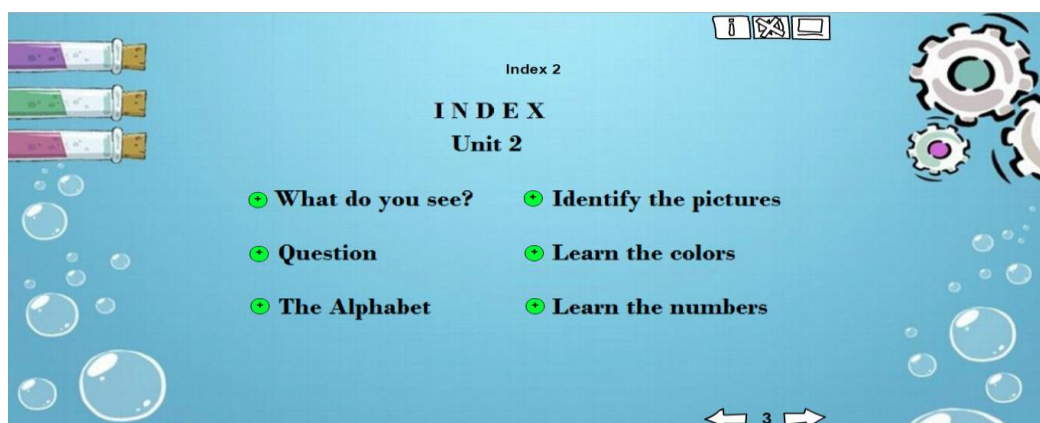 i
Index 2
I N D E X
Unit 2
What do you see?
Identify the pictures
Question
Learn the colors
The Alphabet
Learn the numbers
3